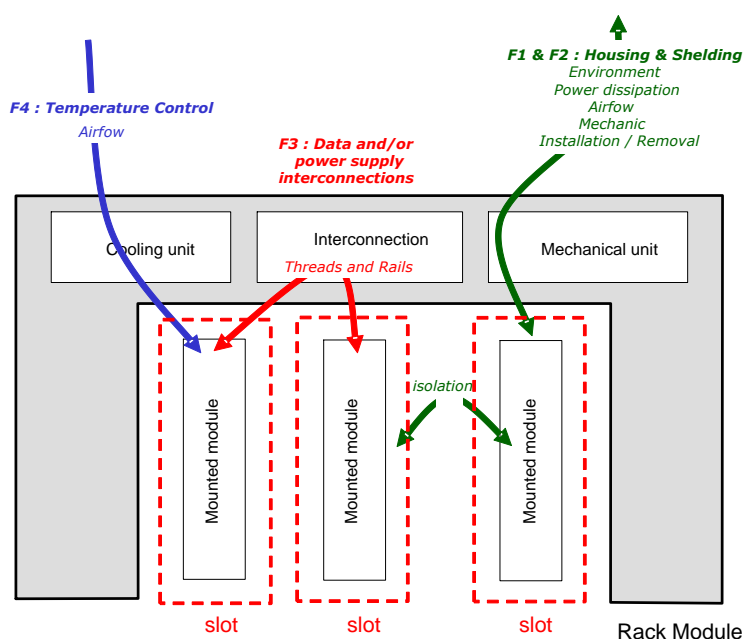 F1 & F2 : Housing & Shelding
Environment
Power dissipation
Airfow
Mechanic
Installation / Removal
F4 : Temperature Control
Airfow
F3 : Data and/or
power supply
interconnections
Cooling unit
Interconnection
Mechanical unit
Threads and Rails
isolation
Mounted module
Mounted module
Mounted module
slot
slot
slot
Rack Module